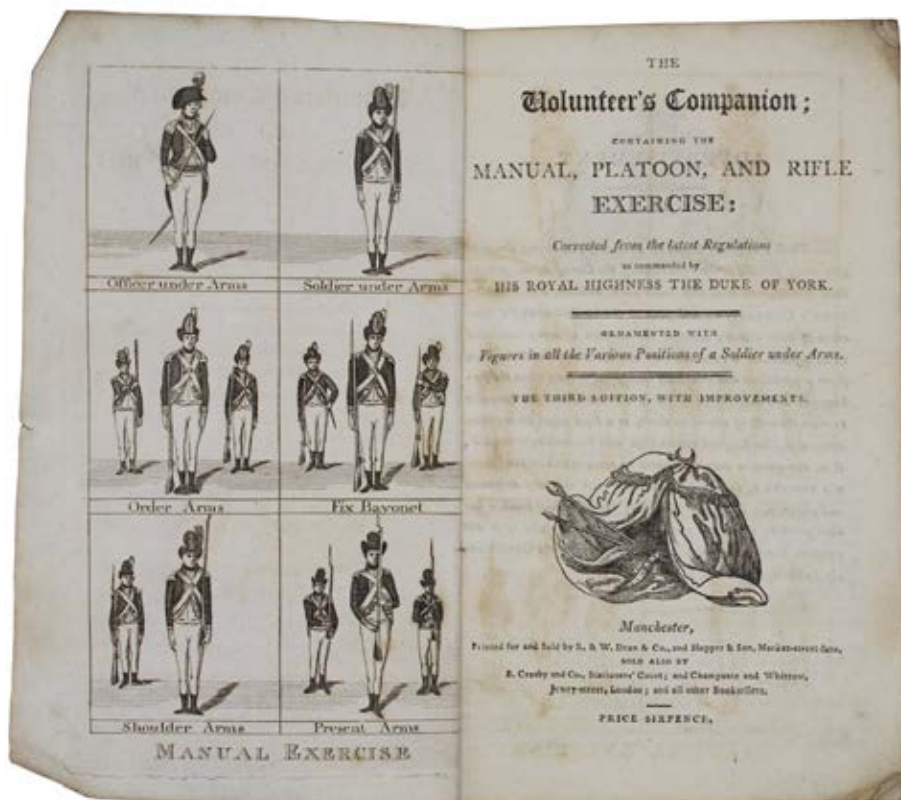 Officer under Arms
Soldier under Arms
Order Arms
Fix Bayonet
Shoulder Arms
Present Arms
MANUAL EXERCISE
THE
Volunteer's Companion;
CONTAINING THE
MANUAL, PLATOON, AND RIFLE
EXERCISE:
Corrected from the latest Regulations
as commanded by
HIS ROYAL HIGHNESS THE DUKE OF YORK.
ORNAMENTED WITH
Figures in all the Various Positions of a Soldier under Arms.
THE THIRD EDITION, WITH IMPROVEMENTS.
Manchester,
Printed for and Sold by & W. & Co., and & Son, Market-street-lane,
SOLD ALSO BY
B. Crosby and Co., Stationers' Court; and Champante and Whitrow,
Jewry-street, London; and all other Booksellers.
PRICE SIXPENCE.